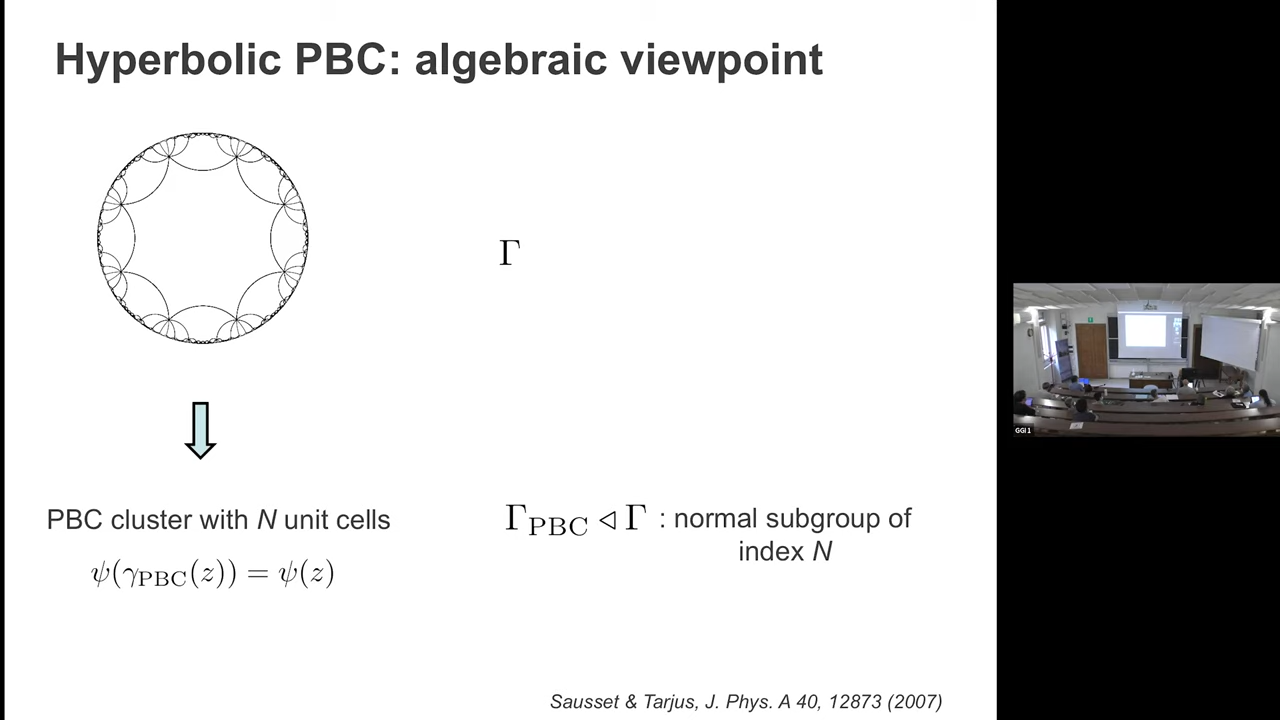 Hyperbolic PBC: algebraic viewpoint
Γ
PBC cluster with N unit cells
ψ(γ_PBC(z)) = ψ(z)
Γ_PBC ◁ Γ : normal subgroup of
index N
Sausset & Tarjus, J. Phys. A 40, 12873 (2007)
GGI 1